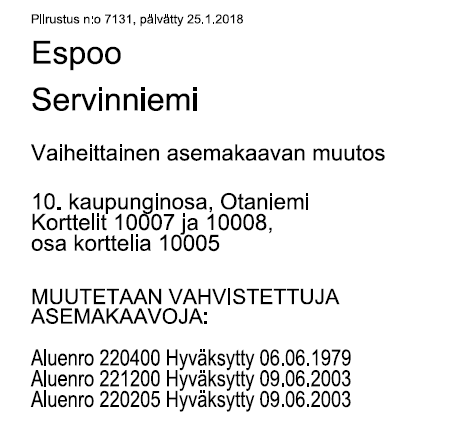 Piirustus n:o 7131, päivätty 25.1.2018
Espoo
Servinniemi
Vaiheittainen asemakaavan muutos
10. kaupunginosa, Otaniemi
Korttelit 10007 ja 10008,
osa korttelia 10005
MUUTETAAN VAHVISTETTUJA
ASEMAKAAVOJA:
Aluenro 220400 Hyväksytty 06.06.1979
Aluenro 221200 Hyväksytty 09.06.2003
Aluenro 220205 Hyväksytty 09.06.2003